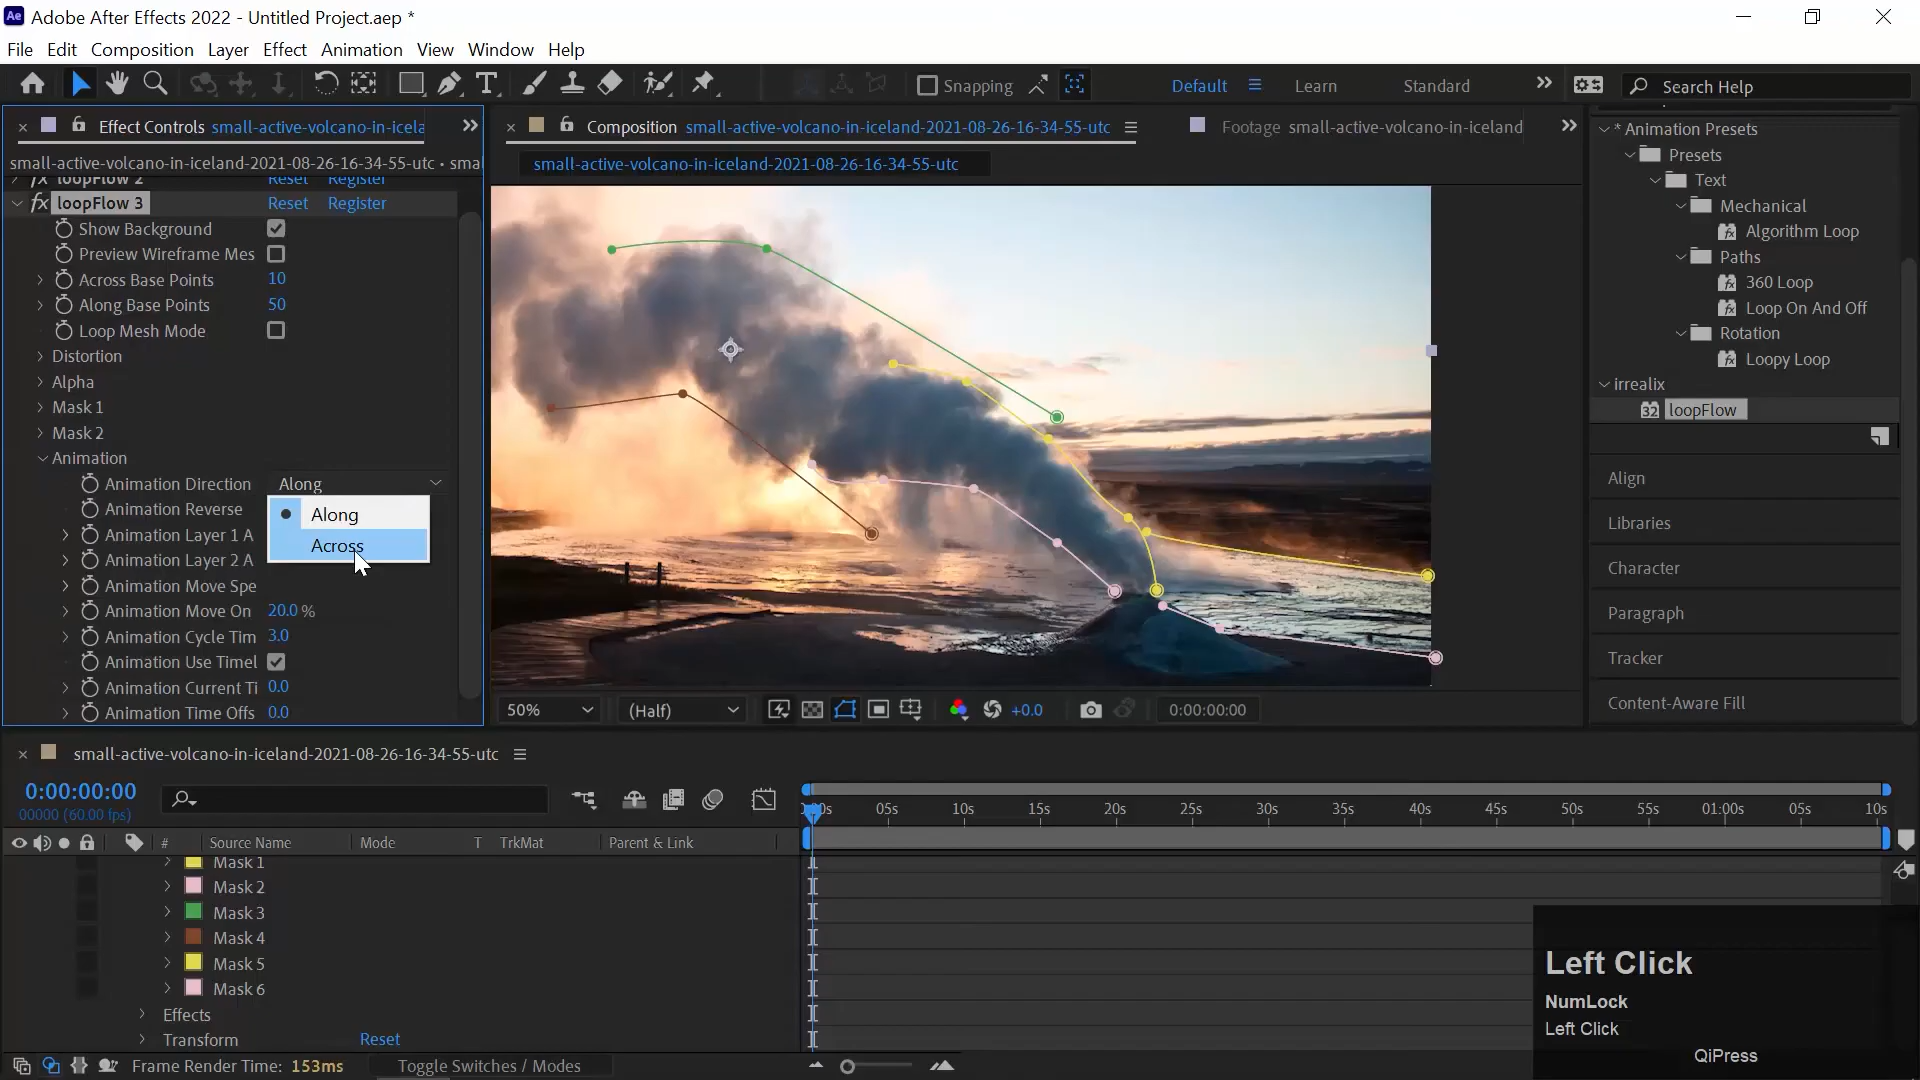 Ae Adobe After Effects 2022 - Untitled Project.aep *
File Edit Composition Layer Effect Animation View Window Help
Snapping Default Learn Standard Search Help
Effect Controls small-active-volcano-in-icela
Composition small-active-volcano-in-iceland-2021-08-26-16-34-55-utc
Footage small-active-volcano-in-iceland
small-active-volcano-in-iceland-2021-08-26-16-34-55-utc • sma
small-active-volcano-in-iceland-2021-08-26-16-34-55-utc
fx loopFlow 2 Reset Register
fx loopFlow 3 Reset Register
Show Background
Preview Wireframe Mes
Across Base Points 10
Along Base Points 50
Loop Mesh Mode
Distortion
Alpha
Mask 1
Mask 2
Animation
Animation Direction Along
Along
Across
Animation Reverse
Animation Layer 1 A
Animation Layer 2 A
Animation Move Spe
Animation Move On 20.0 %
Animation Cycle Tim 3.0
Animation Use Timel
Animation Current Ti 0.0
Animation Time Offs 0.0
50% (Half) +0.0 0:00:00:00
* Animation Presets
Presets
Text
Mechanical
Algorithm Loop
Paths
360 Loop
Loop On And Off
Rotation
Loopy Loop
irrealix
32 loopFlow
Align
Libraries
Character
Paragraph
Tracker
Content-Aware Fill
small-active-volcano-in-iceland-2021-08-26-16-34-55-utc
0:00:00:00
00000 (60.00 fps)
05s 10s 15s 20s 25s 30s 35s 40s 45s 50s 55s 01:00s 05s 10s
# Source Name Mode T TrkMat Parent & Link
Mask 1
Mask 2
Mask 3
Mask 4
Mask 5
Mask 6
Effects
Transform Reset
Frame Render Time: 153ms Toggle Switches / Modes
Left Click
NumLock
Left Click
QiPress